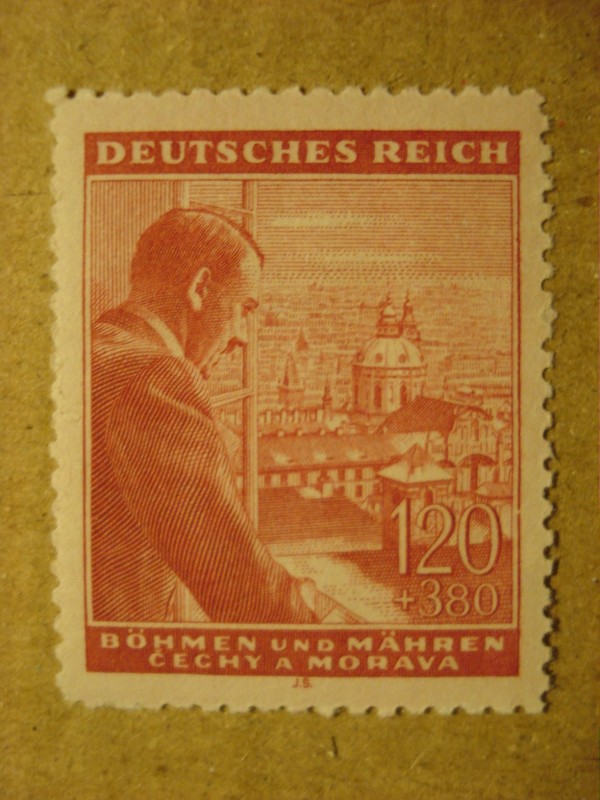 DEUTSCHES REICH
120
+380
BÖHMEN UND MÄHREN
ČECHY A MORAVA
J.S.